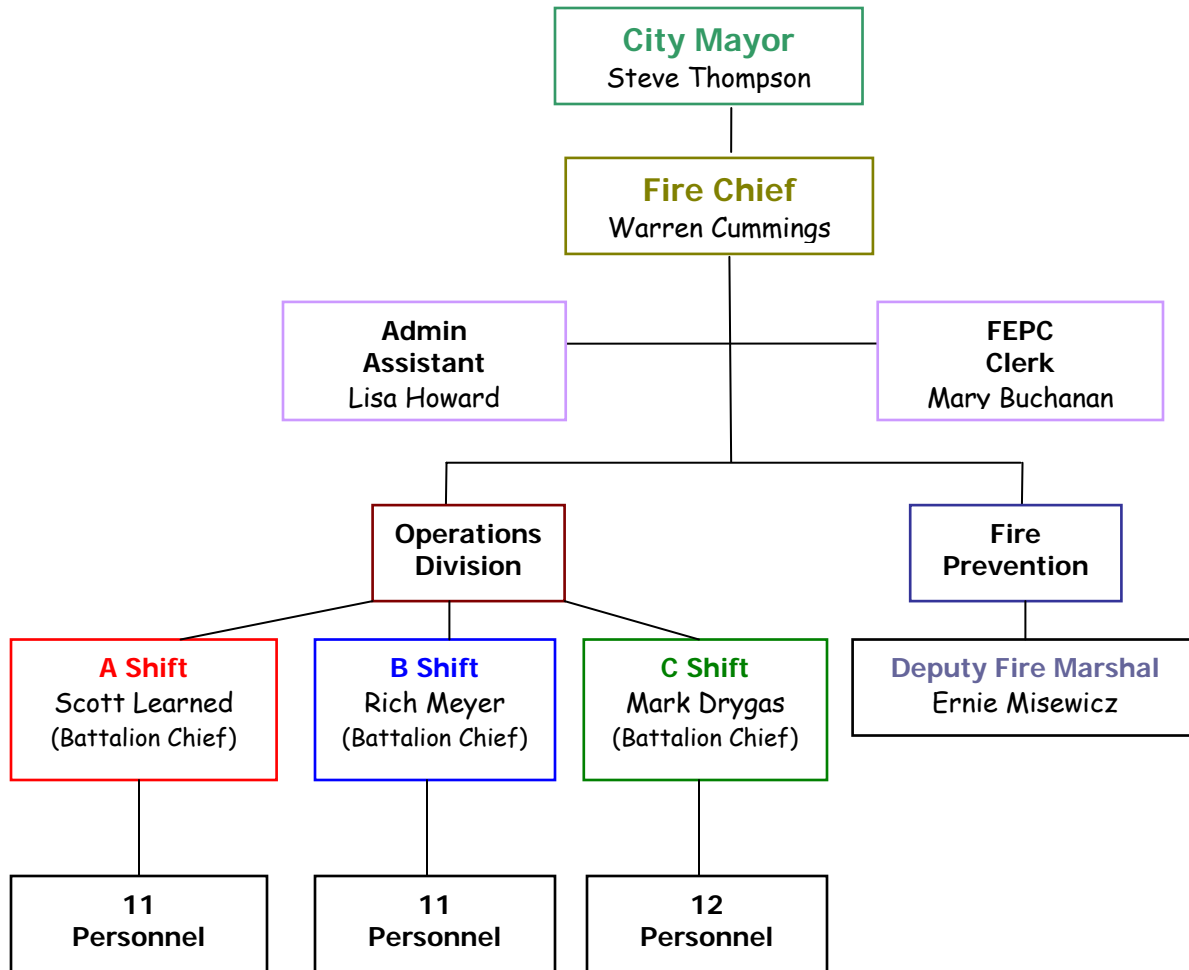 City Mayor
Steve Thompson
Fire Chief
Warren Cummings
Admin
Assistant
Lisa Howard
FEPC
Clerk
Mary Buchanan
Operations
Division
Fire
Prevention
A Shift
Scott Learned
(Battalion Chief)
B Shift
Rich Meyer
(Battalion Chief)
C Shift
Mark Drygas
(Battalion Chief)
Deputy Fire Marshal
Ernie Misewicz
11
Personnel
11
Personnel
12
Personnel